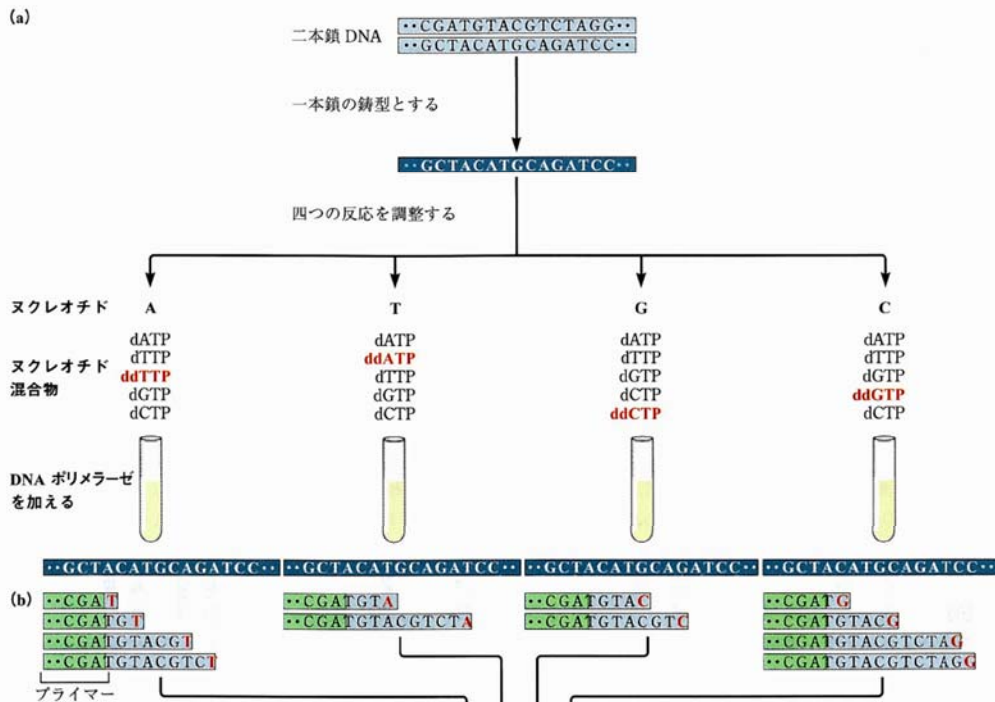 (a)
二本鎖 DNA
··CGATGTACGTCTAGG··
··GCTACATGCAGATCC··
一本鎖の鋳型とする
··GCTACATGCAGATCC··
四つの反応を調整する
ヌクレオチド A T G C
ヌクレオチド
混合物
dATP
dTTP
ddTTP
dGTP
dCTP
dATP
ddATP
dTTP
dGTP
dCTP
dATP
dTTP
dGTP
dCTP
ddCTP
dATP
dTTP
dGTP
ddGTP
dCTP
DNA ポリメラーゼ
を加える
··GCTACATGCAGATCC·· ··GCTACATGCAGATCC·· ··GCTACATGCAGATCC·· ··GCTACATGCAGATCC··
(b)
··CGAT
··CGATGT
··CGATGTACGT
··CGATGTACGTCT
プライマー
··CGATGTA
··CGATGTACGTCTA
··CGATGTAC
··CGATGTACGTC
··CGATG
··CGATGTACG
··CGATGTACGTCTAG
··CGATGTACGTCTAGG